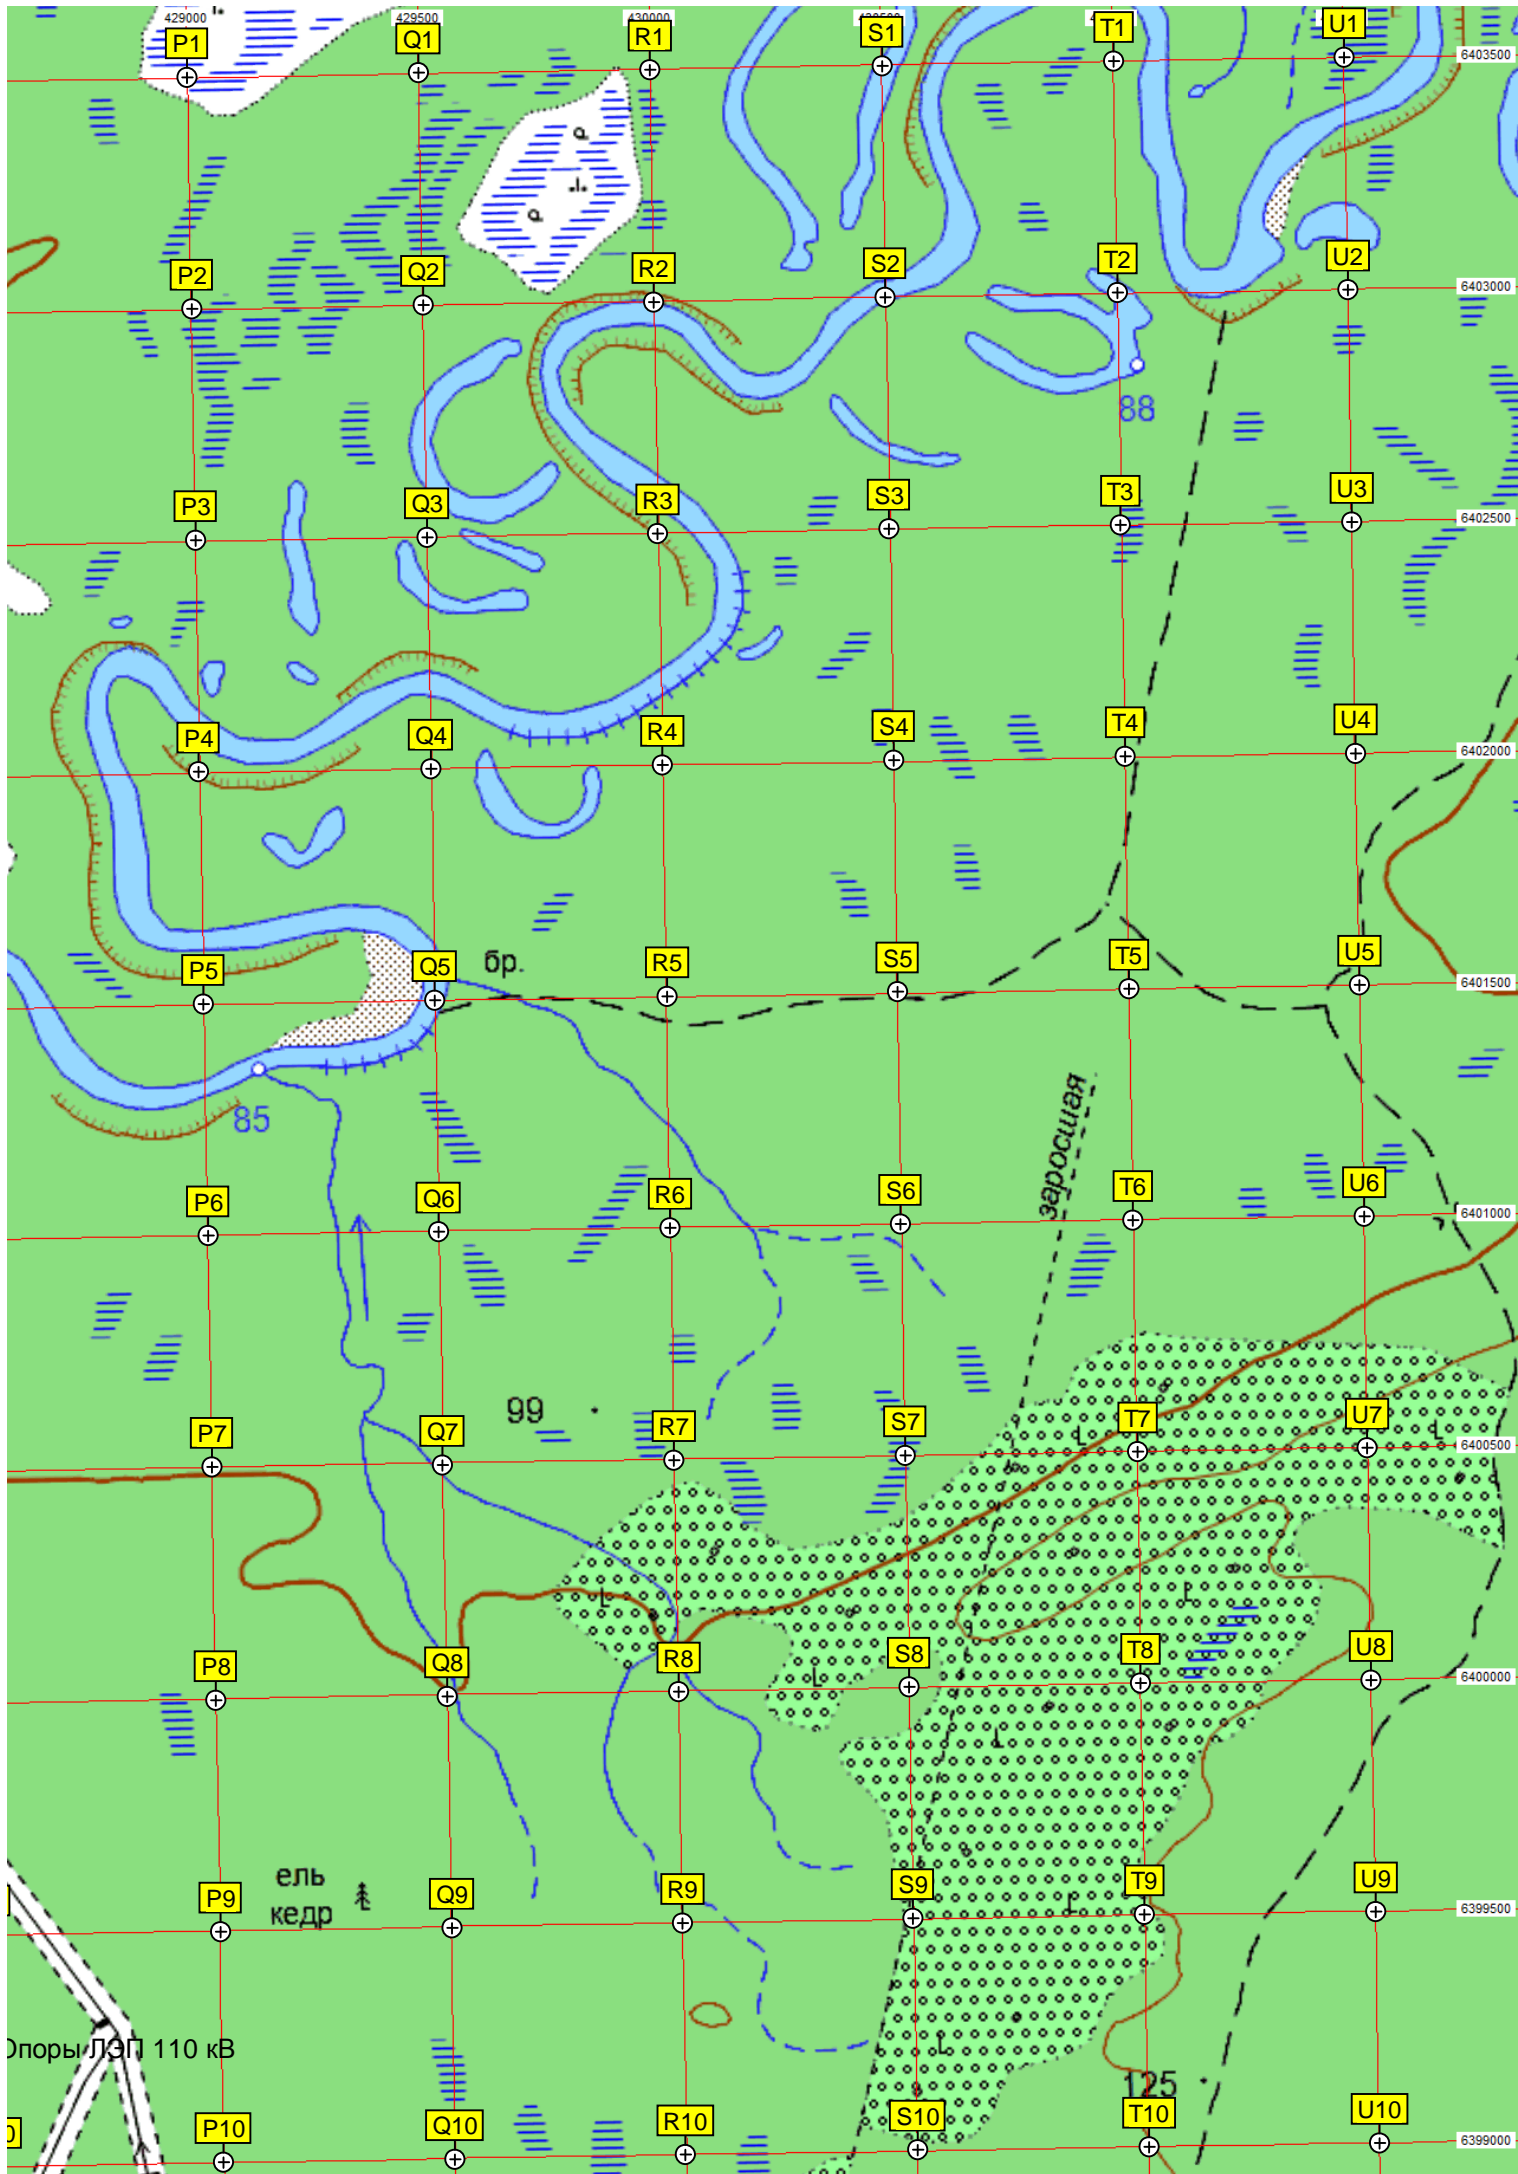 429000 429500 430000
P1 Q1 R1 S1 T1 U1
6403500
P2 Q2 R2 S2 T2 U2
6403000
88
P3 Q3 R3 S3 T3 U3
6402500
P4 Q4 R4 S4 T4 U4
6402000
бр.
P5 Q5 R5 S5 T5 U5
6401500
85
заросшая
P6 Q6 R6 S6 T6 U6
6401000
99
P7 Q7 R7 S7 T7 U7
6400500
P8 Q8 R8 S8 T8 U8
6400000
ель
кедр
P9 Q9 R9 S9 T9 U9
6399500
Опоры ЛЭП 110 кВ
125
P10 Q10 R10 S10 T10 U10
6399000